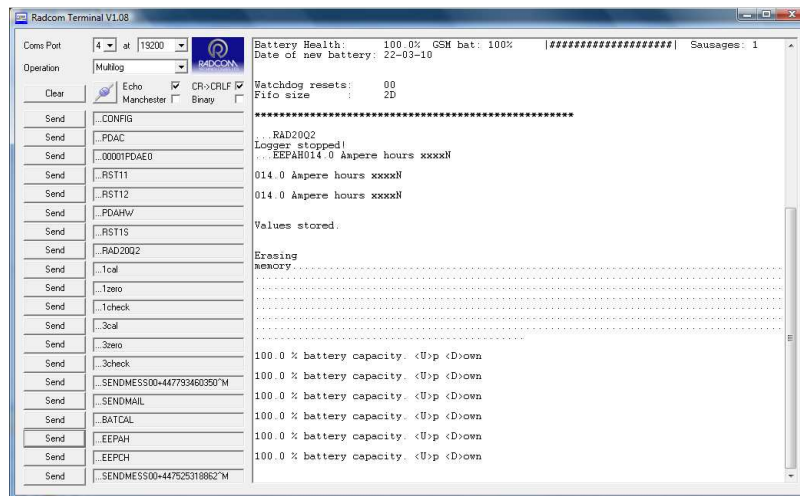 Radcom Terminal V1.08
Coms Port 4 at 19200 RADCOM
Operation Multilog
Clear Echo CR->CRLF
Manchester Binary
Send ...CONFIG
Send ...PDAC
Send ...00001PDAE0
Send ...RST11
Send ...RST12
Send ...PDAHW
Send ...RST1S
Send ...RAD20Q2
Send ...1cal
Send ...1zero
Send ...1check
Send ...3cal
Send ...3zero
Send ...3check
Send ...SENDMESS00+447793460350^M
Send ...SENDMAIL
Send ...BATCAL
Send ...EEPAH
Send ...EEPCH
Send ...SENDMESS00+447525318862^M
Battery Health: 100.0% GSM bat: 100% |####################| Sausages: 1
Date of new battery: 22-03-10
Watchdog resets: 00
Fifo size : 2D
****************************************************
...RAD20Q2
Logger stopped!
...EEPAH014.0 Ampere hours xxxxN
014.0 Ampere hours xxxxN
014.0 Ampere hours xxxxN
Values stored.
Erasing
memory................................................................................
......................................................................................
......................................................................................
......................................................................................
......................................................................................
......................................................................................
............................................
100.0 % battery capacity. <U>p <D>own
100.0 % battery capacity. <U>p <D>own
100.0 % battery capacity. <U>p <D>own
100.0 % battery capacity. <U>p <D>own
100.0 % battery capacity. <U>p <D>own
100.0 % battery capacity. <U>p <D>own